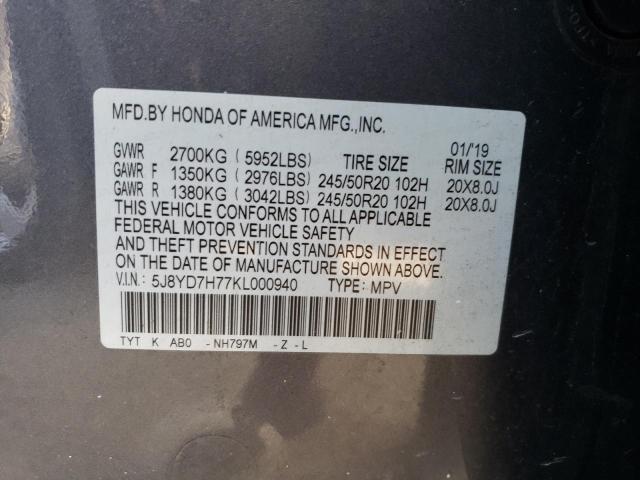 MFD.BY HONDA OF AMERICA MFG.,INC. 01/'19
GVWR 2700KG ( 5952LBS) TIRE SIZE RIM SIZE
GAWR F 1350KG ( 2976LBS) 245/50R20 102H 20X8.0J
GAWR R 1380KG ( 3042LBS) 245/50R20 102H 20X8.0J
THIS VEHICLE CONFORMS TO ALL APPLICABLE
FEDERAL MOTOR VEHICLE SAFETY
AND THEFT PREVENTION STANDARDS IN EFFECT
ON THE DATE OF MANUFACTURE SHOWN ABOVE.
V.I.N.: 5J8YD7H77KL000940 TYPE: MPV
TYT K AB0 -NH797M -Z -L